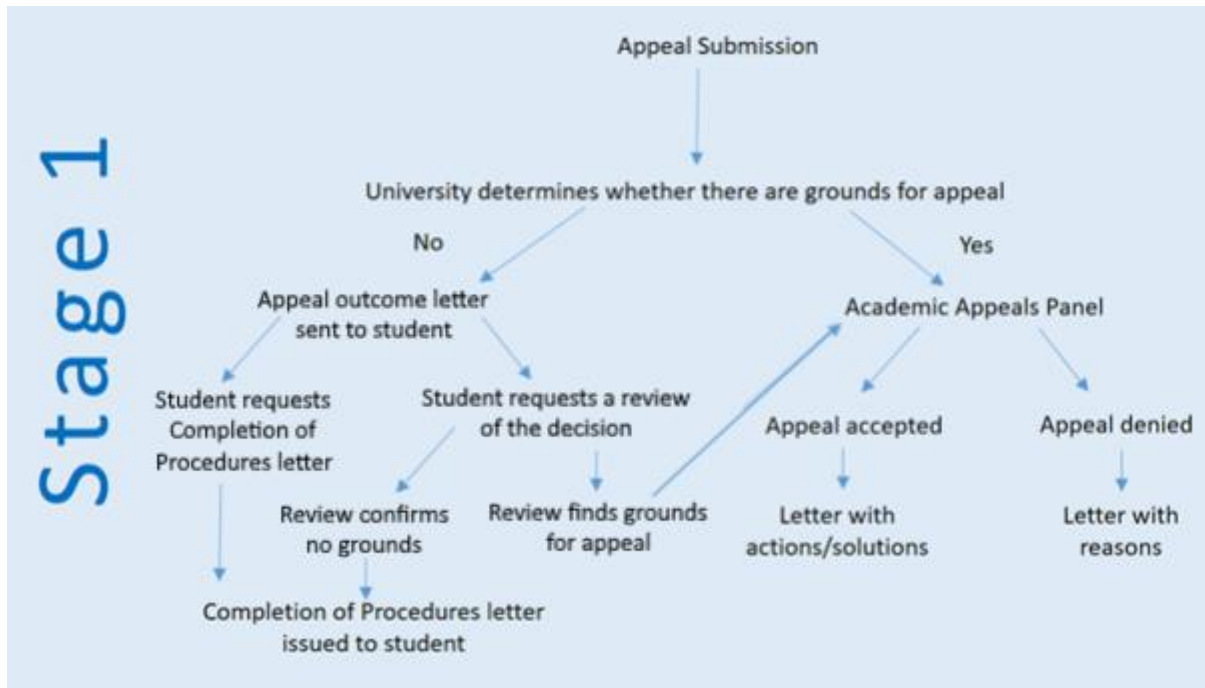 Stage 1
Appeal Submission
University determines whether there are grounds for appeal
No
Yes
Appeal outcome letter
sent to student
Academic Appeals Panel
Student requests
Completion of
Procedures letter
Student requests a review
of the decision
Appeal accepted
Appeal denied
Review confirms
no grounds
Review finds grounds
for appeal
Letter with
actions/solutions
Letter with
reasons
Completion of Procedures letter
issued to student